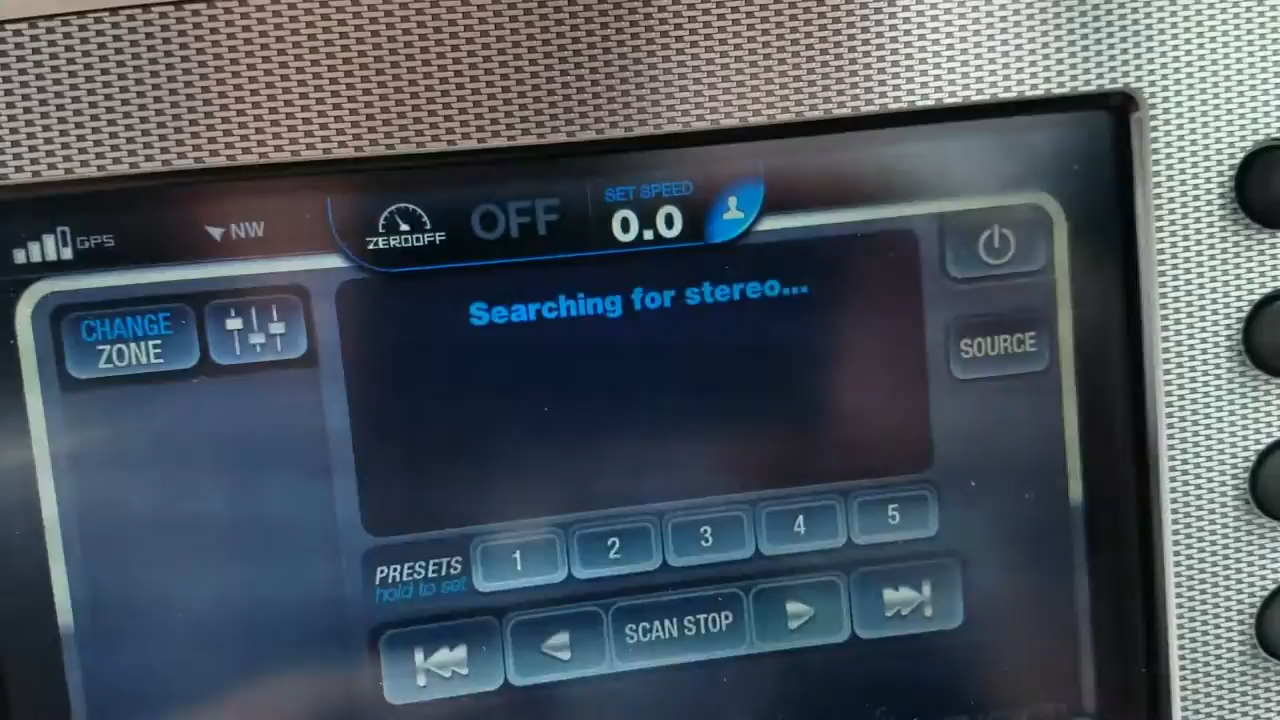 GPS
NW
ZEROOFF
OFF
SET SPEED
0.0
CHANGE
ZONE
Searching for stereo...
SOURCE
PRESETS
hold to set
1
2
3
4
5
SCAN STOP